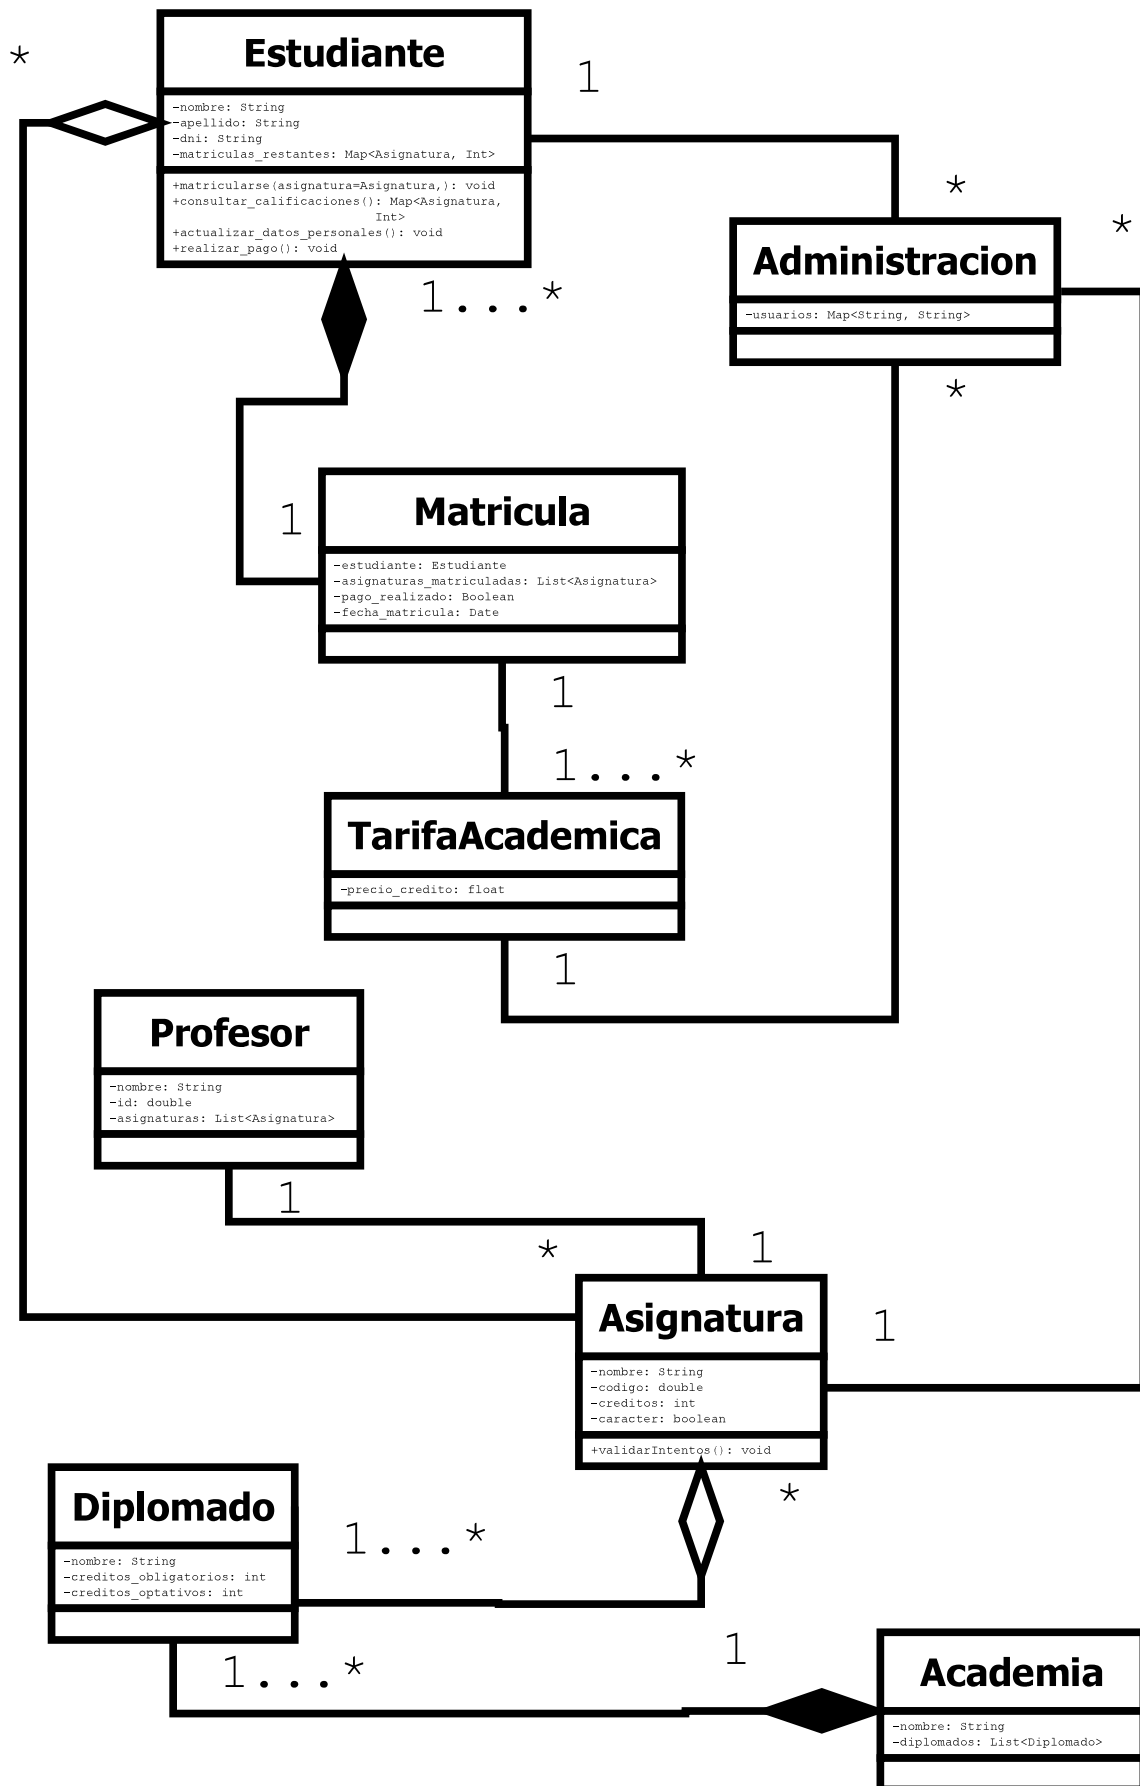 *
Estudiante
1
-nombre: String
-apellido: String
-dni: String
-matriculas_restantes: Map<Asignatura, Int>
+matricularse(asignatura=Asignatura,): void
+consultar_calificaciones(): Map<Asignatura,
Int>
+actualizar_datos_personales(): void
+realizar_pago(): void
*
*
Administracion
-usuarios: Map<String, String>
1...*
*
1
Matricula
-estudiante: Estudiante
-asignaturas_matriculadas: List<Asignatura>
-pago_realizado: Boolean
-fecha_matricula: Date
1
1...*
TarifaAcademica
-precio_credito: float
1
Profesor
-nombre: String
-id: double
-asignaturas: List<Asignatura>
1
*
1
Asignatura
1
-nombre: String
-codigo: double
-creditos: int
-caracter: boolean
+validarIntentos(): void
*
Diplomado
1...*
-nombre: String
-creditos_obligatorios: int
-creditos_optativos: int
1...*
1
Academia
-nombre: String
-diplomados: List<Diplomado>